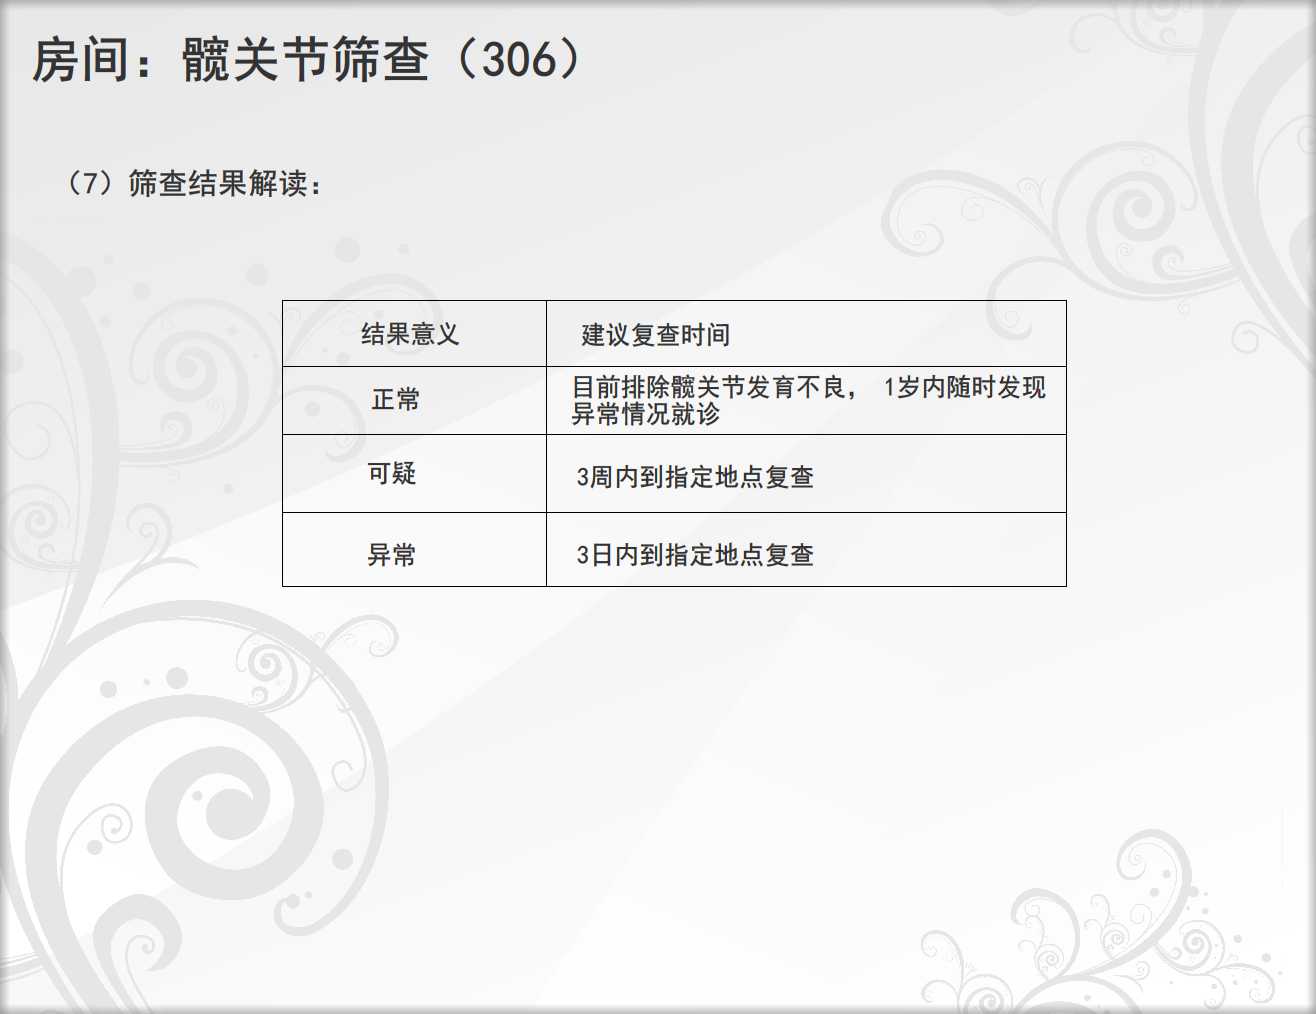 房间：髋关节筛查（306）
（7）筛查结果解读：
结果意义
建议复查时间
正常
目前排除髋关节发育不良， 1岁内随时发现
异常情况就诊
可疑
3周内到指定地点复查
异常
3日内到指定地点复查